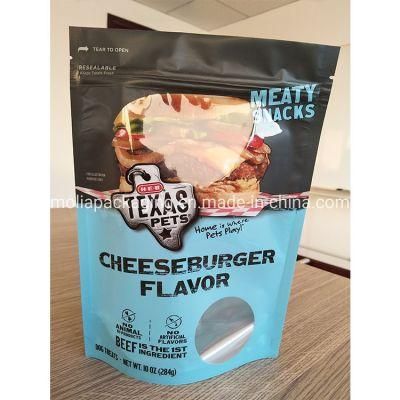 TEAR TO OPEN
RESEALABLE
MEATY
SNACKS
H-E-B
TEXAS
PETS
Home is Where
Pets Play!
CHEESEBURGER
FLAVOR
NO
ANIMAL
BY-PRODUCTS
NO
ARTIFICIAL
FLAVORS
BEEF IS THE 1ST
INGREDIENT
DOG TREATS • NET WT. 10 OZ (284g)
moliapackaging.en.made-in-china.com